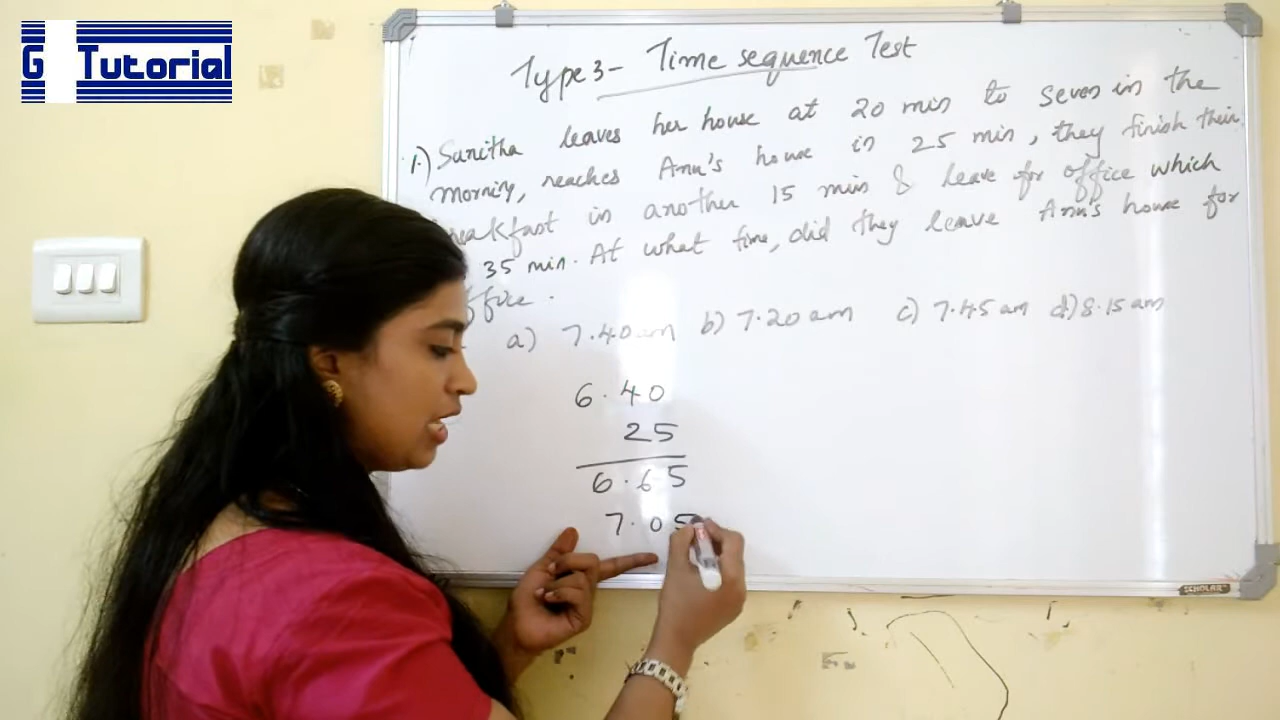 G Tutorial
Type 3- Time sequence Test
1.) Sunitha leaves her house at 20 min to seven in the
morning, reaches Anu's house in 25 min, they finish their
breakfast in another 15 min & leave for office which
35 min. At what time, did they leave Anu's house for
office.
a) 7.40 am b) 7.20 am c) 7.45 am d) 8.15 am
6.40
25
6.65
7.05
SCHOLAR